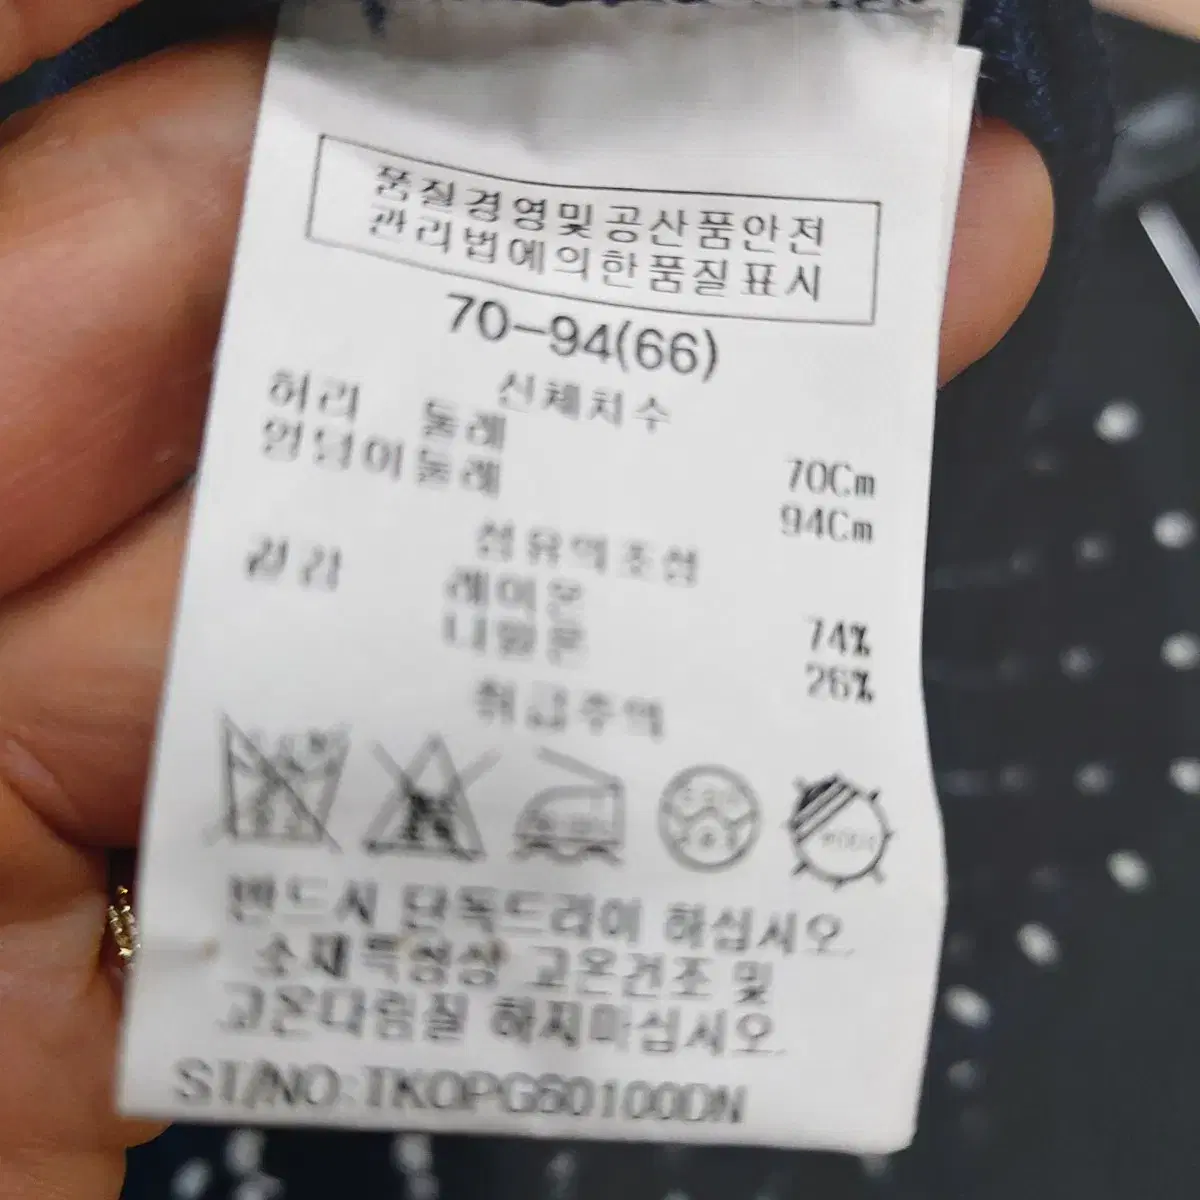 품질경영및공산품안전
관리법에의한품질표시
70-94(66)
신체치수
허리 둘레 70Cm
엉덩이둘레 94Cm
섬유의조성
겉감 레이온 74%
나일론 26%
취급주의
반드시 단독드라이 하십시오.
소재특성상 고온건조 및
고온다림질 하지마십시오.
ST/NO:TKOPG60100DN